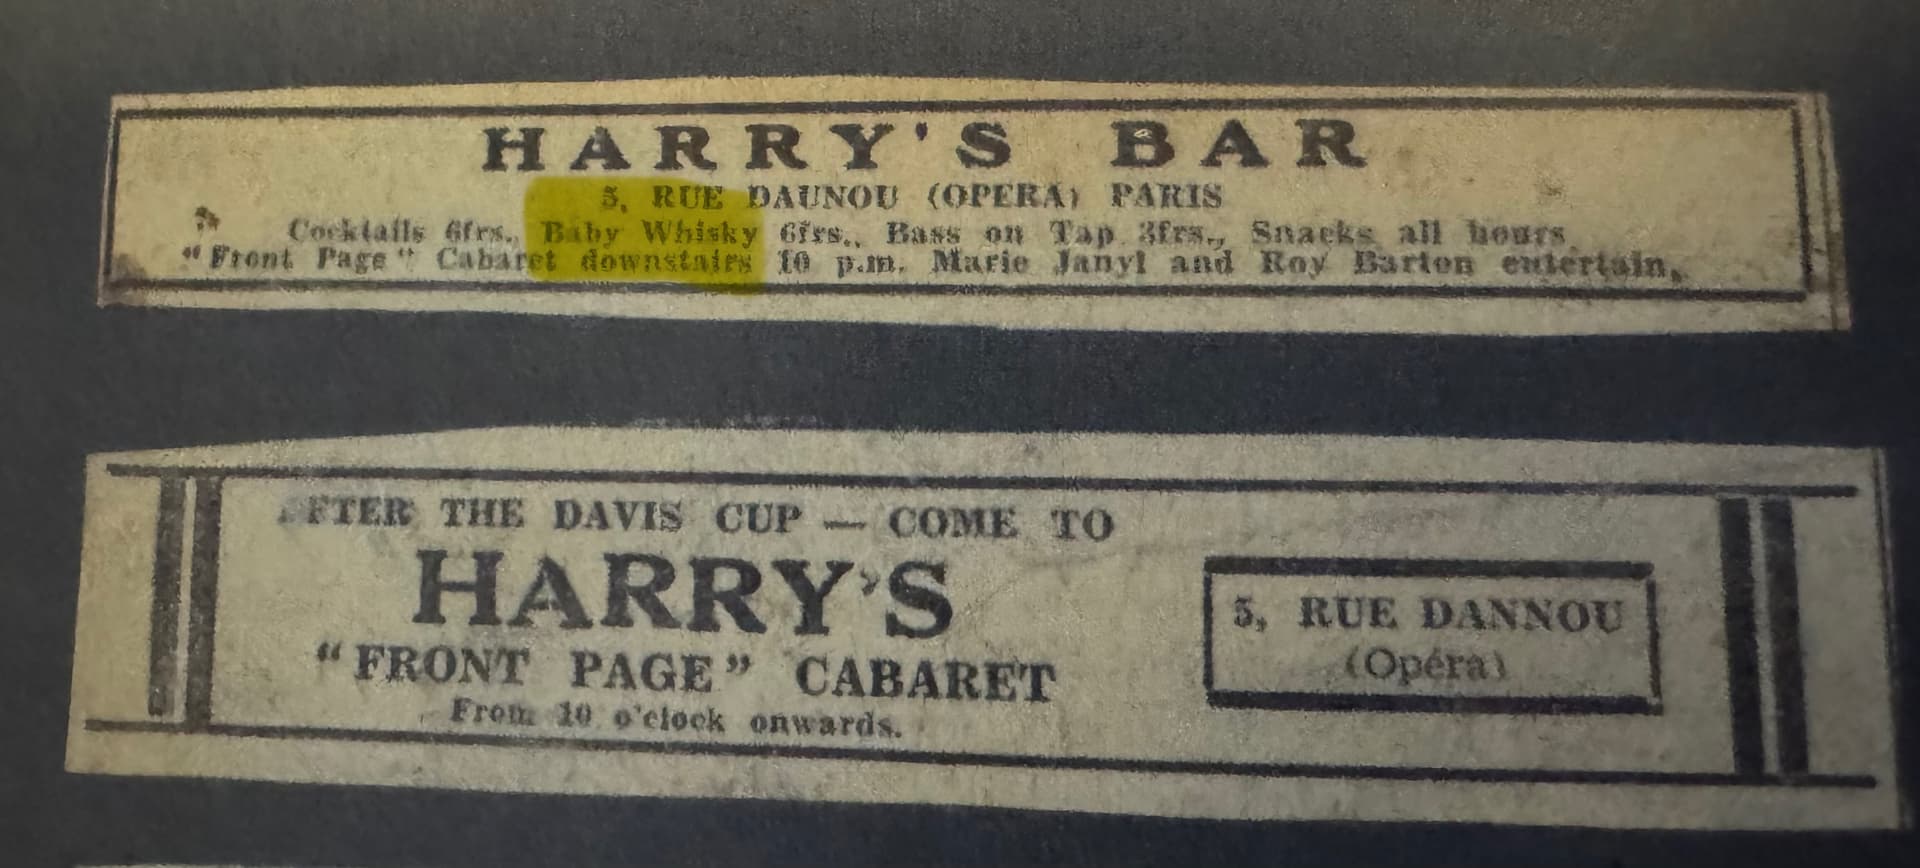 HARRY'S BAR
5, RUE DAUNOU (OPERA) PARIS
Cocktails 6frs., Baby Whisky 6frs., Bass on Tap 3frs., Snacks all hours.
"Front Page" Cabaret downstairs 10 p.m. Marie Janyl and Roy Barton entertain.
AFTER THE DAVIS CUP — COME TO
HARRY'S
"FRONT PAGE" CABARET
From 10 o'clock onwards.
5, RUE DANNOU
(Opéra)